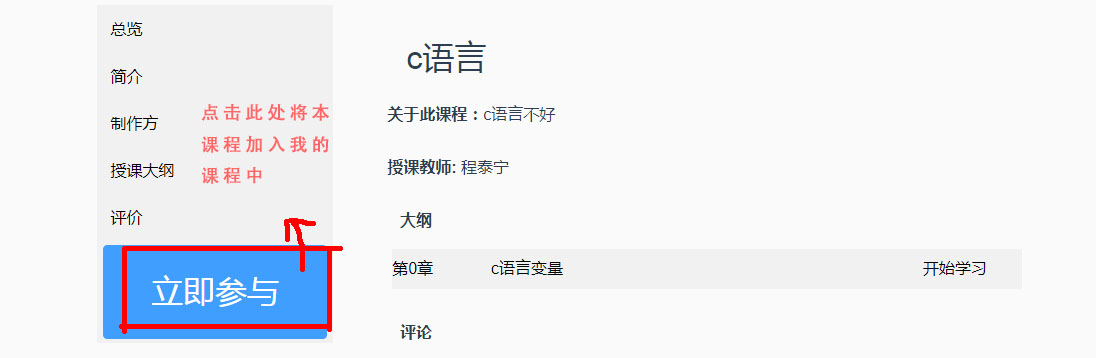 总览
简介
制作方
授课大纲
评价
点击此处将本
课程加入我的
课程中
立即参与
c语言
关于此课程：c语言不好
授课教师: 程泰宁
大纲
第0章 c语言变量 开始学习
评论